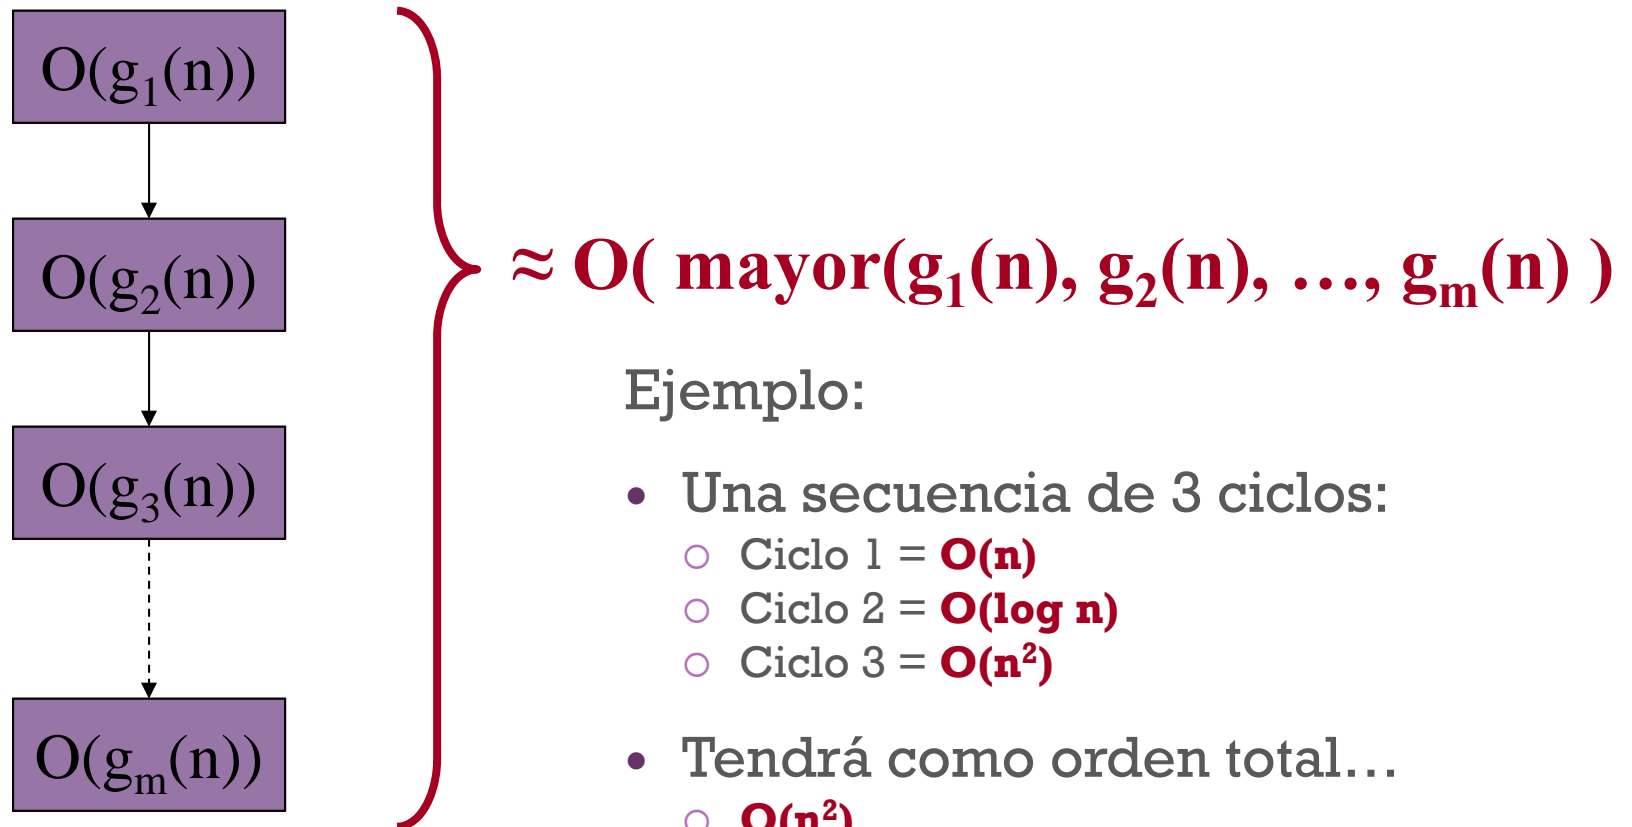 O(g₁(n))
O(g₂(n))
O(g₃(n))
O(gₘ(n))
≈ O( mayor(g₁(n), g₂(n), …, gₘ(n) )
Ejemplo:
• Una secuencia de 3 ciclos:
○ Ciclo 1 = O(n)
○ Ciclo 2 = O(log n)
○ Ciclo 3 = O(n²)
• Tendrá como orden total…
○ O(n²)